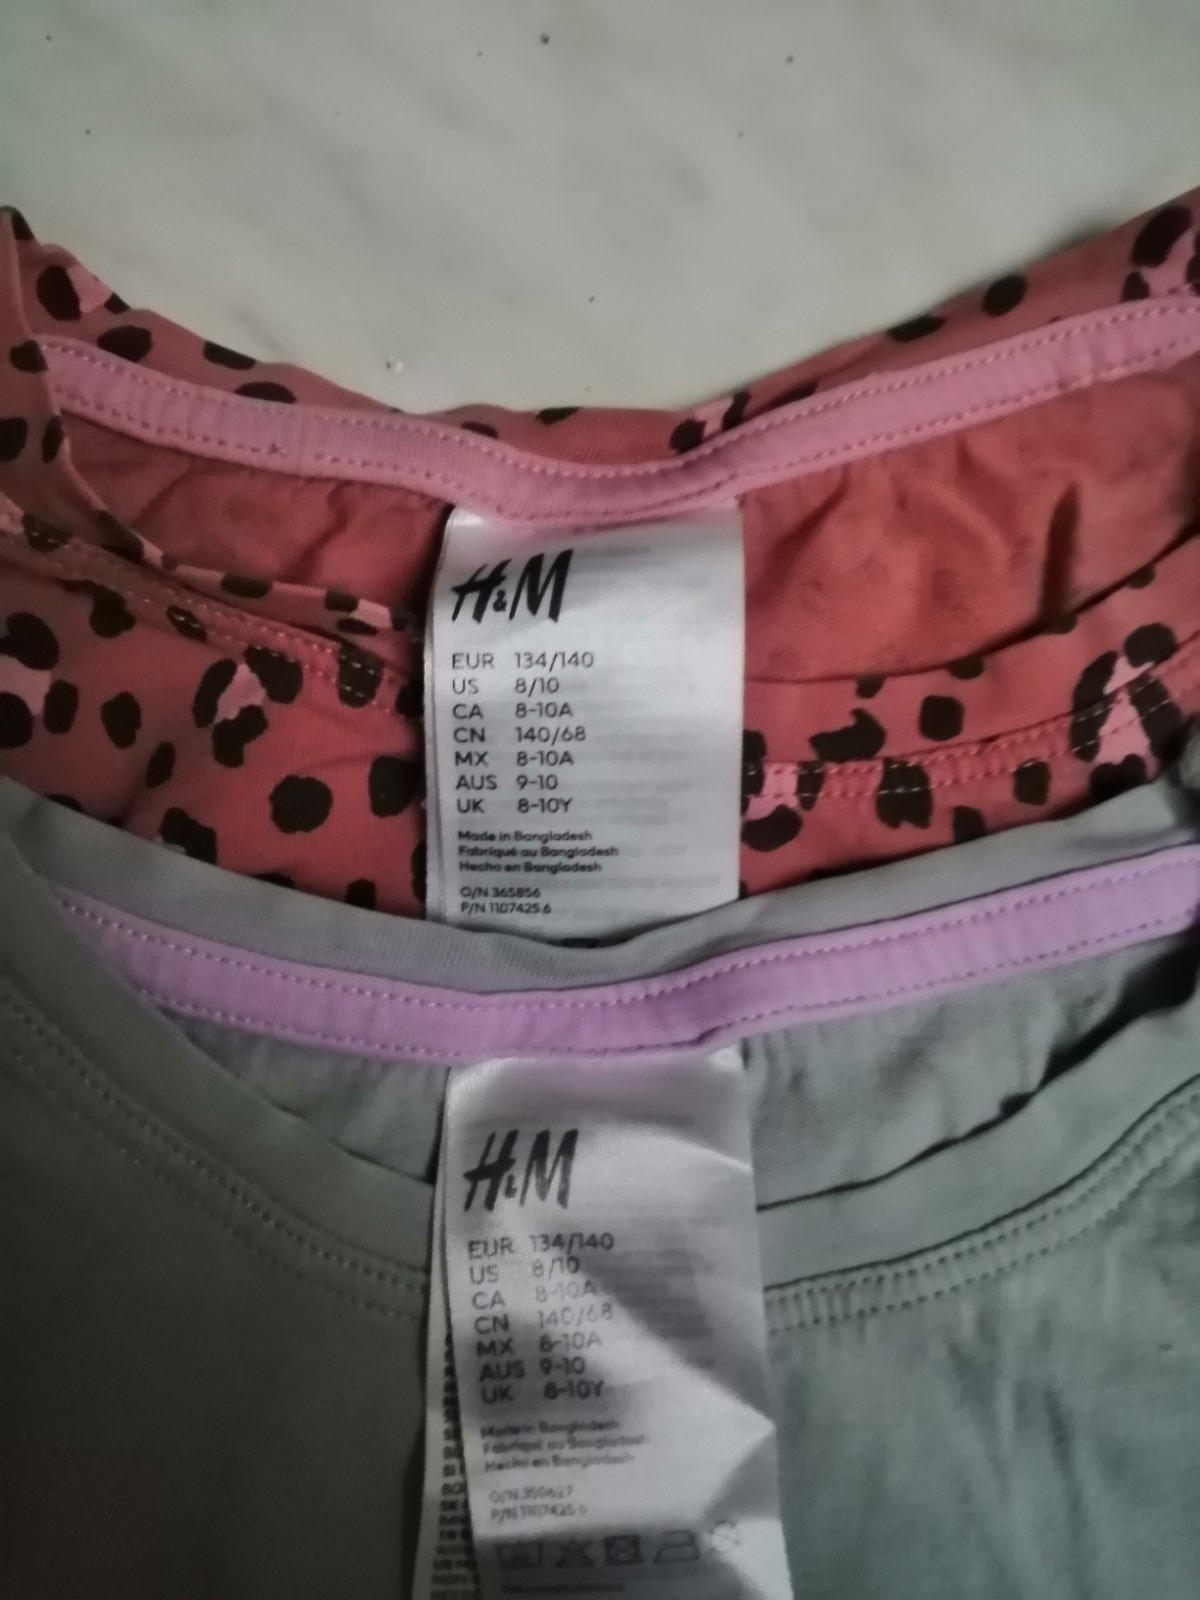 H&M
EUR 134/140
US 8/10
CA 8-10A
CN 140/68
MX 8-10A
AUS 9-10
UK 8-10Y
Made in Bangladesh
Fabriqué au Bangladesh
Hecho en Bangladesh
O/N 365856
P/N 1107425.6
H&M
EUR 134/140
US 8/10
CA 8-10A
CN 140/68
MX 8-10A
AUS 9-10
UK 8-10Y
Made in Bangladesh
Fabriqué au Bangladesh
Hecho en Bangladesh
O/N 350627
P/N 1107425.6